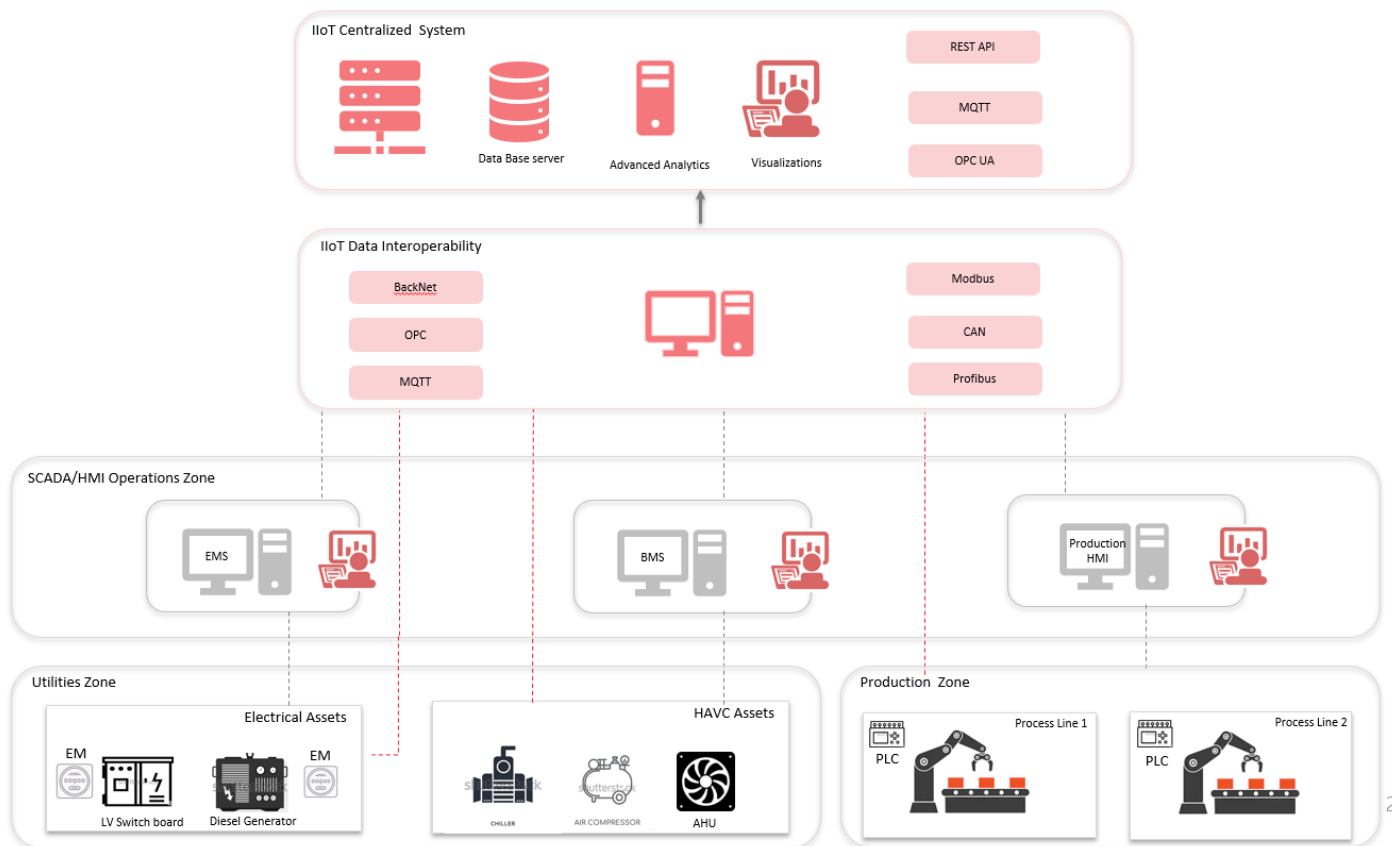 IIoT Centralized System
REST API
MQTT
OPC UA
Data Base server
Advanced Analytics
Visualizations
IIoT Data Interoperability
BackNet
OPC
MQTT
Modbus
CAN
Profibus
SCADA/HMI Operations Zone
EMS
BMS
Production
HMI
Utilities Zone
Electrical Assets
EM
EM
LV Switch board
Diesel Generator
HAVC Assets
CHILLER
AIR COMPRESSOR
AHU
Production Zone
Process Line 1
PLC
Process Line 2
PLC
2